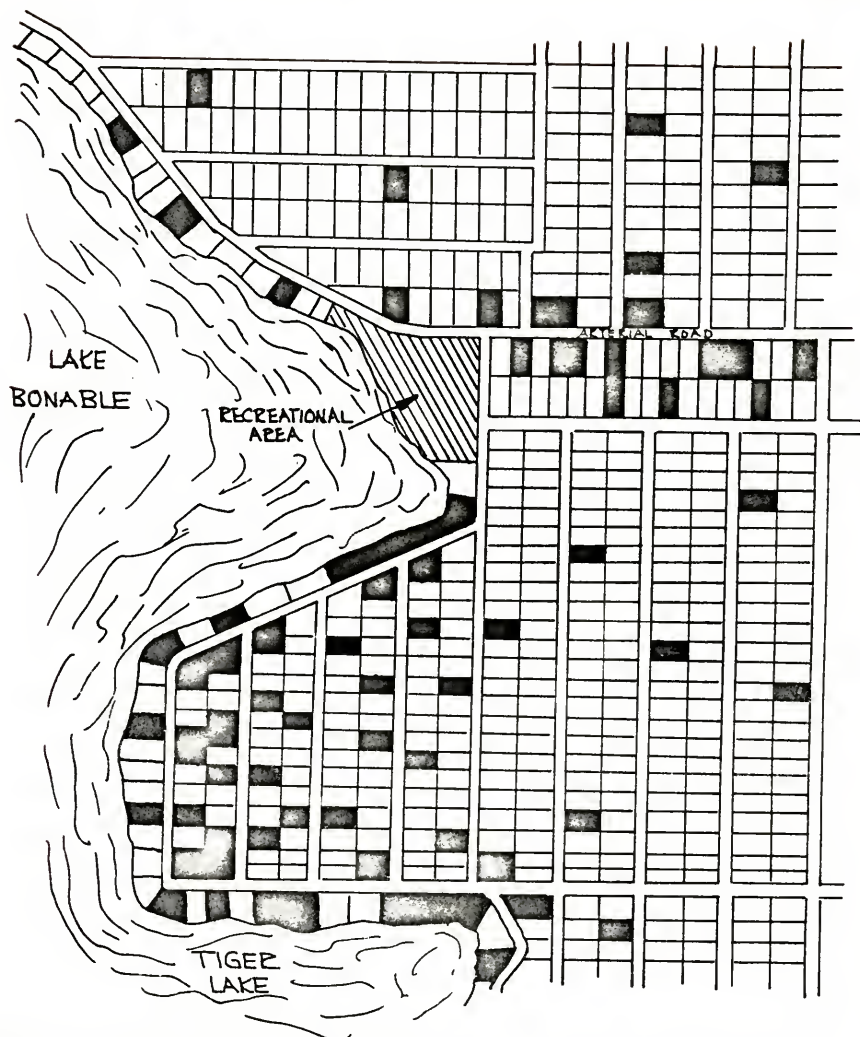 ARTERIAL ROAD
LAKE
BONABLE
RECREATIONAL
AREA
TIGER
LAKE